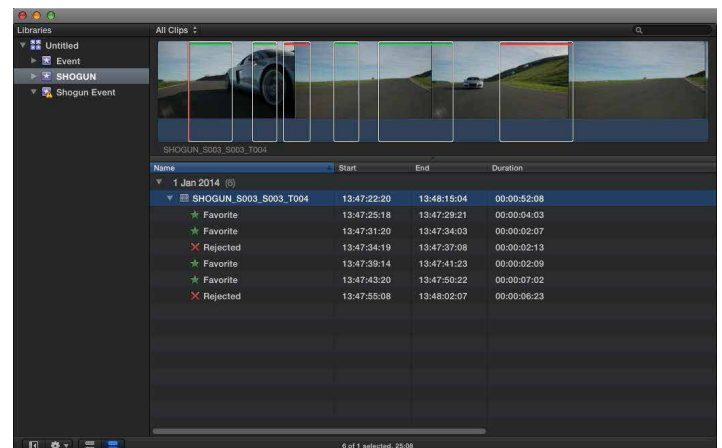 Libraries
All Clips
Untitled
Event
SHOGUN
Shogun Event
SHOGUN_S003_S003_T004
Name Start End Duration
1 Jan 2014 (6)
SHOGUN_S003_S003_T004 13:47:22:20 13:48:15:04 00:00:52:08
Favorite 13:47:25:18 13:47:29:21 00:00:04:03
Favorite 13:47:31:20 13:47:34:03 00:00:02:07
Rejected 13:47:34:19 13:47:37:08 00:00:02:13
Favorite 13:47:39:14 13:47:41:23 00:00:02:09
Favorite 13:47:43:20 13:47:50:22 00:00:07:02
Rejected 13:47:55:08 13:48:02:07 00:00:06:23
6 of 1 selected, 25:08